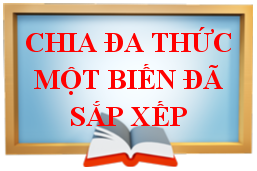 CHIA ĐA THỨC
MỘT BIẾN ĐÃ
SẮP XẾP